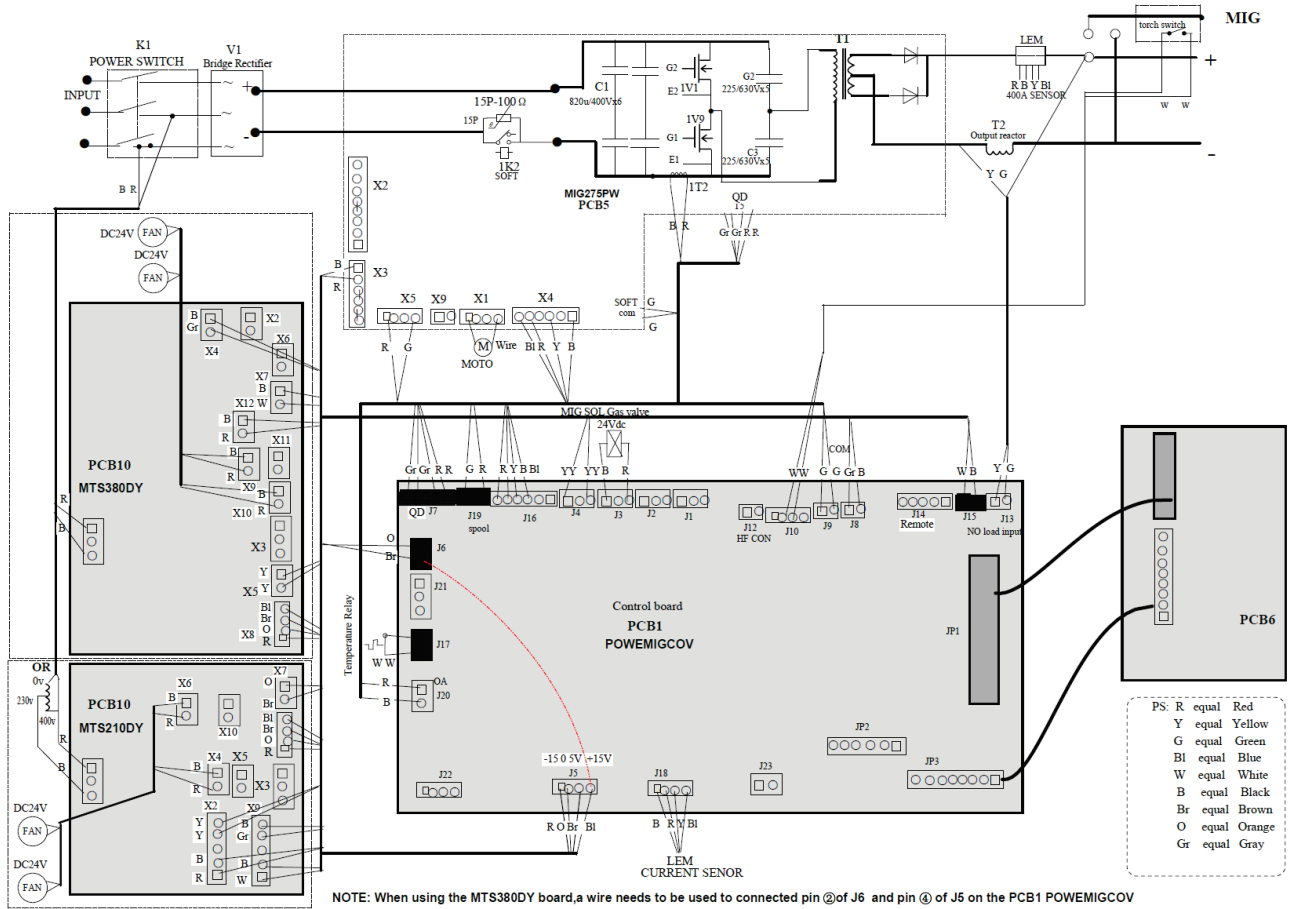 K1
POWER SWITCH
INPUT
V1
Bridge Rectifier
~
~
~
+
-
B R
15P-100Ω
15P
1K2
SOFT
C1
820u/400Vx6
G2
E2
1V1
1V9
G1
E1
G2
225/630Vx5
C3
225/630Vx5
1T2
MIG275PW
PCB5
T1
LEM
R B Y Bl
400A SENSOR
torch switch
MIG
+
W W
T2
Output reactor
-
Y G
X2
B
R
X3
B R
QD
15
Gr Gr R R
SOFT
com
G
G
X5
R G
X9
X1
M
Wire
MOTO
X4
Bl R Y B
DC24V
FAN
DC24V
FAN
PCB10
MTS380DY
B
Gr
X4
X2
X6
X7
B
X12 W
B
R
X11
B
R
X9
B
X10 R
X3
Y
X5 Y
Bl
Br
O
X8 R
R
B
OR
0v
230v
400v
R
B
PCB10
MTS210DY
X6
B
R
X10
X7
O
Br
Bl
Br
O
R
X4
B
R
X5
X3
X2
Y
Y
B
R
X9
B
Gr
B
W
DC24V
FAN
DC24V
FAN
MIG SOL Gas valve
24Vdc
COM
Gr Gr R R
G R
R Y B Bl
YY
YY B R
WW
G G Gr B
W B
Y G
QD J7
J19
spool
J16
J4
J3
J2
J1
J12
HF CON
J10
J9
J8
J14
Remote
J15
J13
NO load input
O
Br
J6
J21
J17
W W
Temperature Relay
R
B
OA
J20
Control board
PCB1
POWEMIGCOV
JP1
JP2
JP3
J22
-15 0 5V +15V
J5
R O Br Bl
J18
B R Y Bl
LEM
CURRENT SENOR
J23
PCB6
PS: R equal Red
Y equal Yellow
G equal Green
Bl equal Blue
W equal White
B equal Black
Br equal Brown
O equal Orange
Gr equal Gray
NOTE: When using the MTS380DY board,a wire needs to be used to connected pin ②of J6 and pin ④ of J5 on the PCB1 POWEMIGCOV